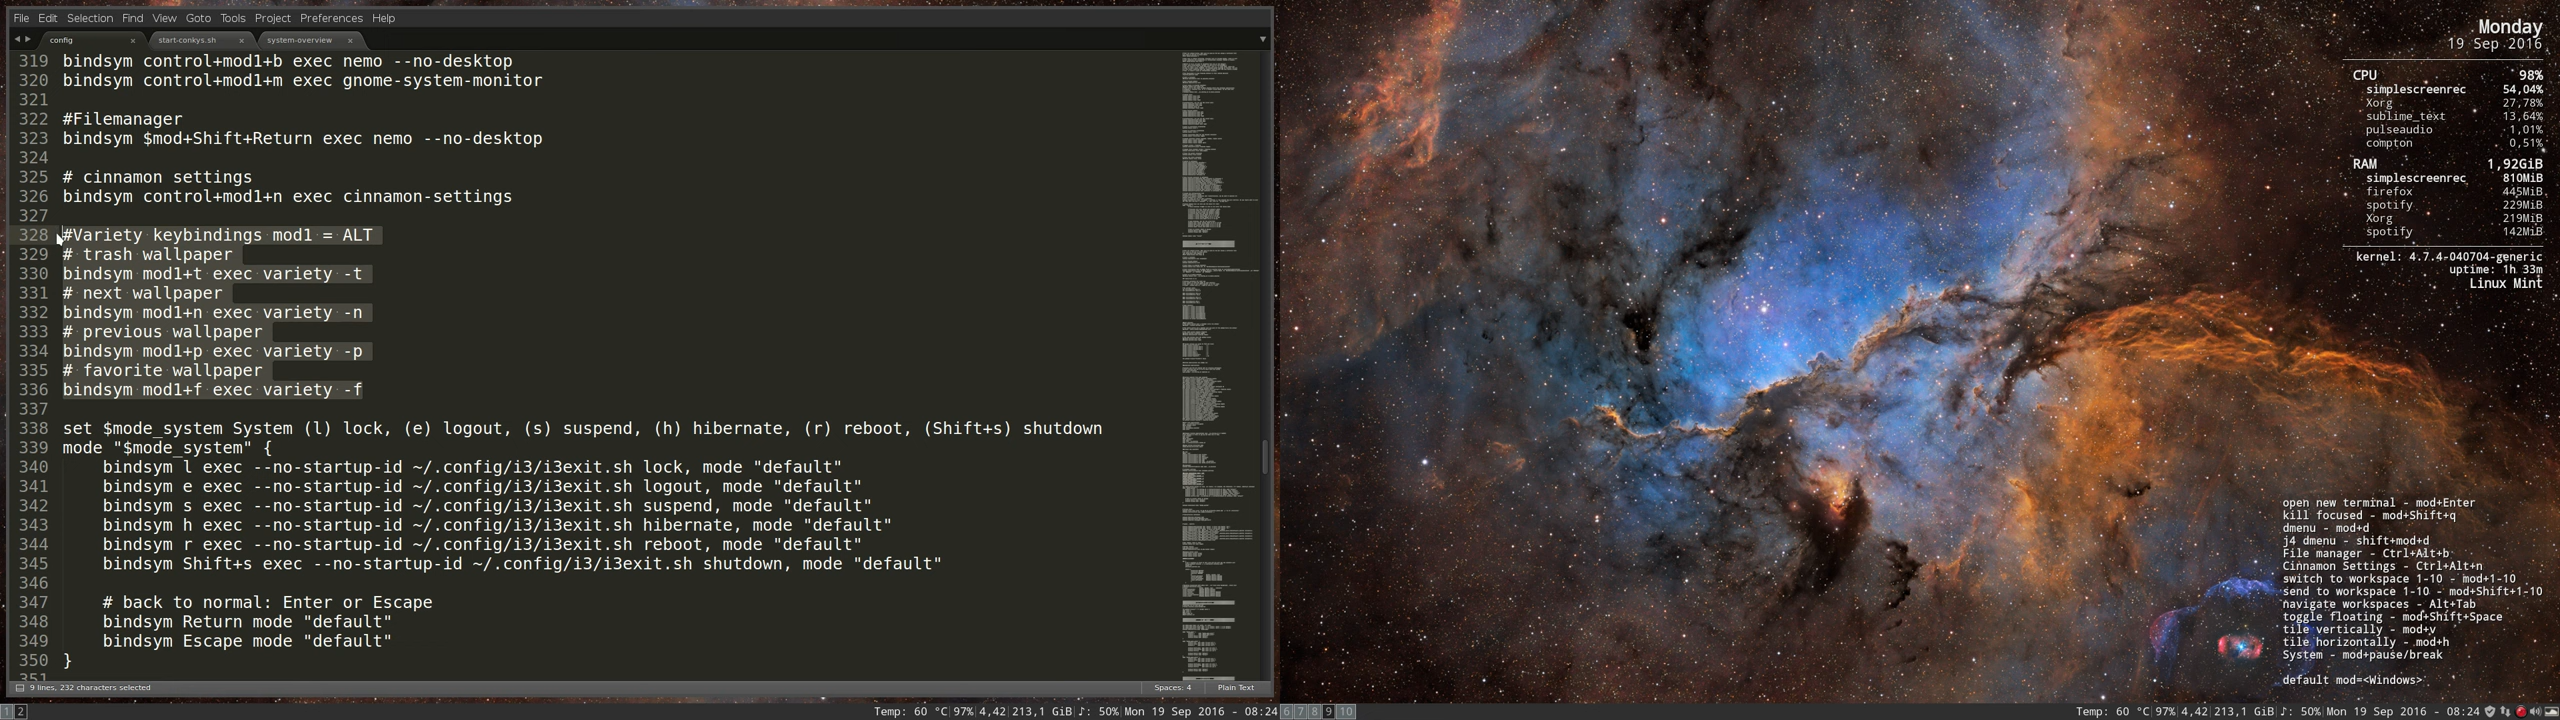 File Edit Selection Find View Goto Tools Project Preferences Help
config × start-conkys.sh × system-overview ×
319 bindsym control+mod1+b exec nemo --no-desktop
320 bindsym control+mod1+m exec gnome-system-monitor
321
322 #Filemanager
323 bindsym $mod+Shift+Return exec nemo --no-desktop
324
325 # cinnamon settings
326 bindsym control+mod1+n exec cinnamon-settings
327
328 #Variety keybindings mod1 = ALT
329 # trash wallpaper
330 bindsym mod1+t exec variety -t
331 # next wallpaper
332 bindsym mod1+n exec variety -n
333 # previous wallpaper
334 bindsym mod1+p exec variety -p
335 # favorite wallpaper
336 bindsym mod1+f exec variety -f
337
338 set $mode_system System (l) lock, (e) logout, (s) suspend, (h) hibernate, (r) reboot, (Shift+s) shutdown
339 mode "$mode_system" {
340 bindsym l exec --no-startup-id ~/.config/i3/i3exit.sh lock, mode "default"
341 bindsym e exec --no-startup-id ~/.config/i3/i3exit.sh logout, mode "default"
342 bindsym s exec --no-startup-id ~/.config/i3/i3exit.sh suspend, mode "default"
343 bindsym h exec --no-startup-id ~/.config/i3/i3exit.sh hibernate, mode "default"
344 bindsym r exec --no-startup-id ~/.config/i3/i3exit.sh reboot, mode "default"
345 bindsym Shift+s exec --no-startup-id ~/.config/i3/i3exit.sh shutdown, mode "default"
346
347 # back to normal: Enter or Escape
348 bindsym Return mode "default"
349 bindsym Escape mode "default"
350 }
351
9 lines, 232 characters selected Spaces: 4 Plain Text
1 2 Temp: 60 °C 97% 4,42 213,1 GiB ♪: 50% Mon 19 Sep 2016 - 08:24
Monday
19 Sep 2016
CPU 98%
simplescreenrec 54,04%
Xorg 27,78%
sublime_text 13,64%
pulseaudio 1,01%
compton 0,51%
RAM 1,92GiB
simplescreenrec 810MiB
firefox 445MiB
spotify 229MiB
Xorg 219MiB
spotify 142MiB
kernel: 4.7.4-040704-generic
uptime: 1h 33m
Linux Mint
open new terminal - mod+Enter
kill focused - mod+Shift+q
dmenu - mod+d
j4 dmenu - shift+mod+d
File manager - Ctrl+Alt+b
Cinnamon Settings - Ctrl+Alt+n
switch to workspace 1-10 - mod+1-10
send to workspace 1-10 - mod+Shift+1-10
navigate workspaces - Alt+Tab
toggle floating - mod+Shift+Space
tile vertically - mod+v
tile horizontally - mod+h
System - mod+pause/break
default mod=<Windows>
6 7 8 9 10 Temp: 60 °C 97% 4,42 213,1 GiB ♪: 50% Mon 19 Sep 2016 - 08:24